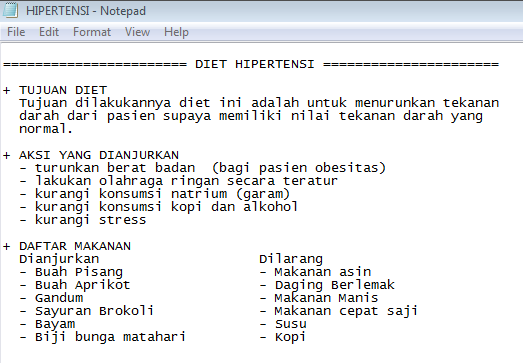 HIPERTENSI - Notepad
File Edit Format View Help
======================= DIET HIPERTENSI ======================
+ TUJUAN DIET
Tujuan dilakukannya diet ini adalah untuk menurunkan tekanan
darah dari pasien supaya memiliki nilai tekanan darah yang
normal.
+ AKSI YANG DIANJURKAN
- turunkan berat badan (bagi pasien obesitas)
- lakukan olahraga ringan secara teratur
- kurangi konsumsi natrium (garam)
- kurangi konsumsi kopi dan alkohol
- kurangi stress
+ DAFTAR MAKANAN
Dianjurkan Dilarang
- Buah Pisang - Makanan asin
- Buah Aprikot - Daging Berlemak
- Gandum - Makanan Manis
- Sayuran Brokoli - Makanan cepat saji
- Bayam - Susu
- Biji bunga matahari - Kopi